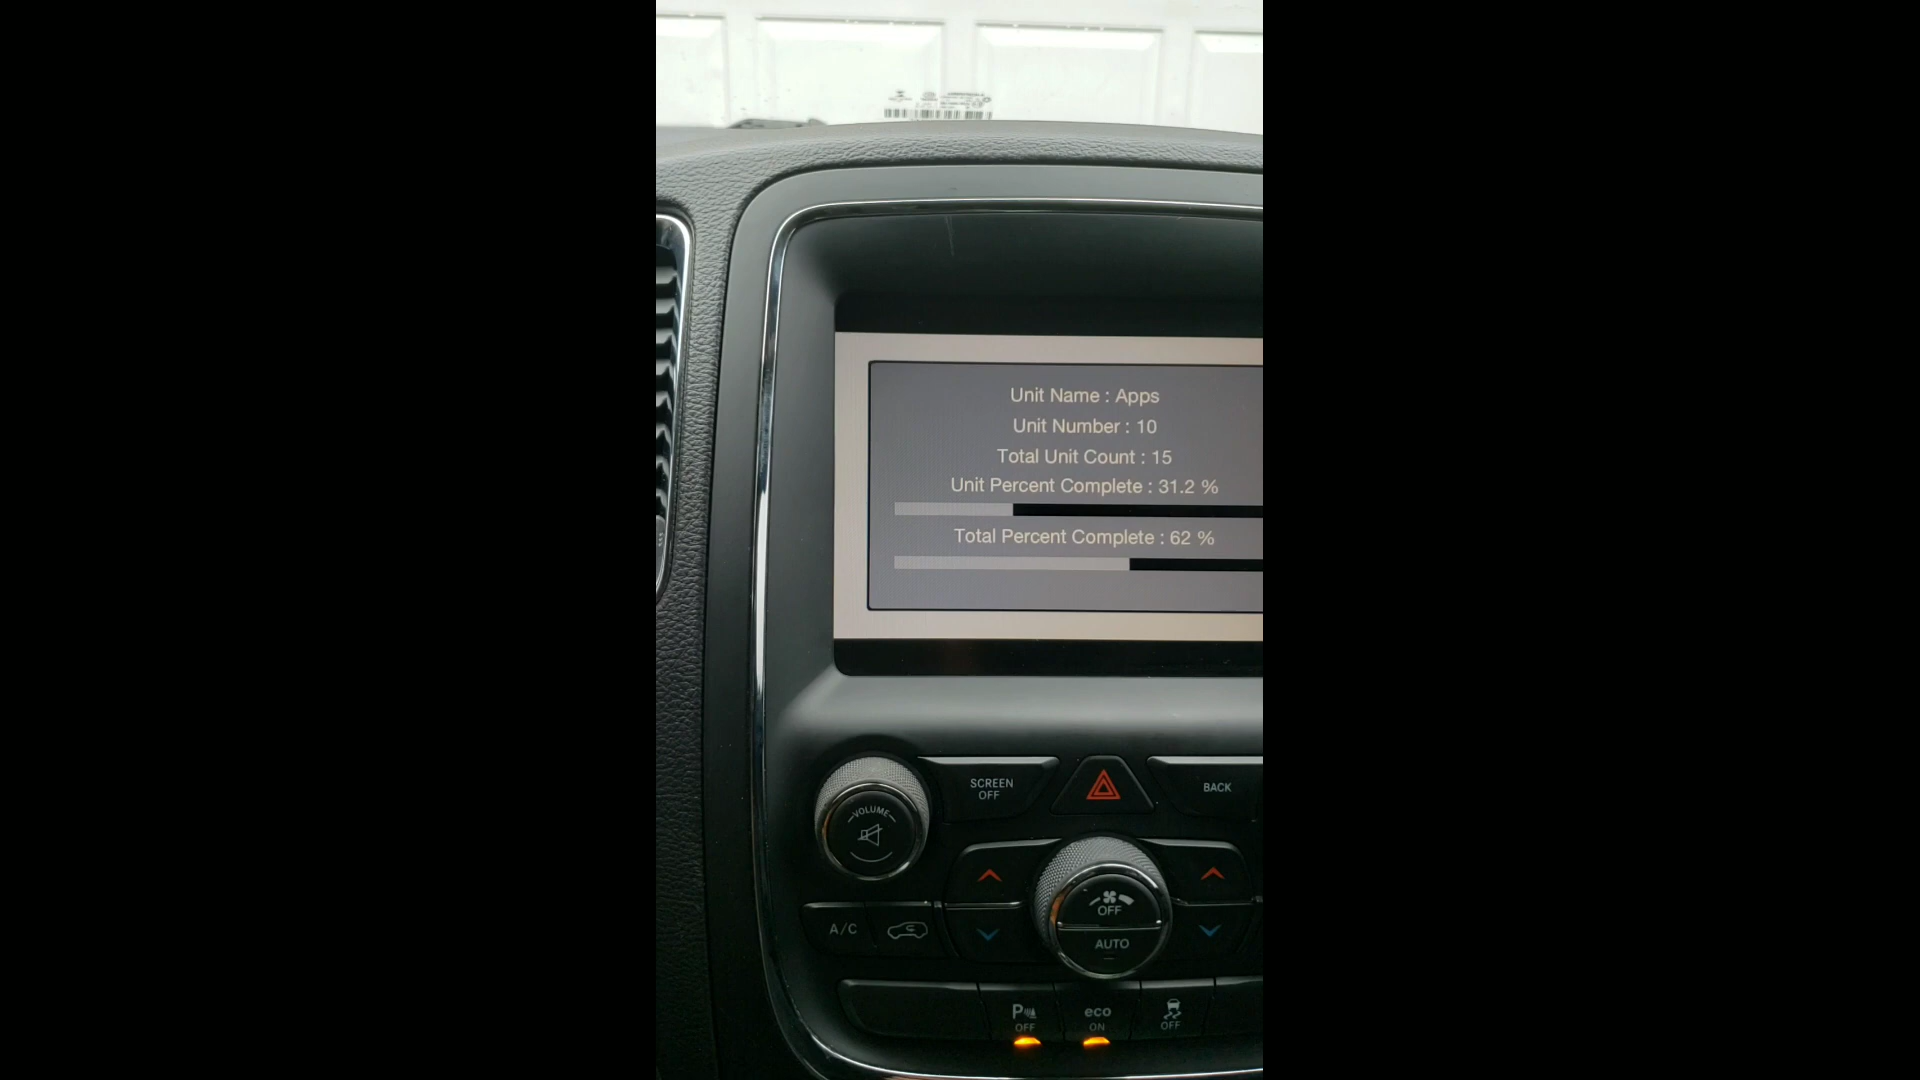 Unit Name : Apps
Unit Number : 10
Total Unit Count : 15
Unit Percent Complete : 31.2 %
Total Percent Complete : 62 %
SCREEN
OFF
BACK
VOLUME
OFF
A/C
AUTO
P
OFF
eco
ON
OFF